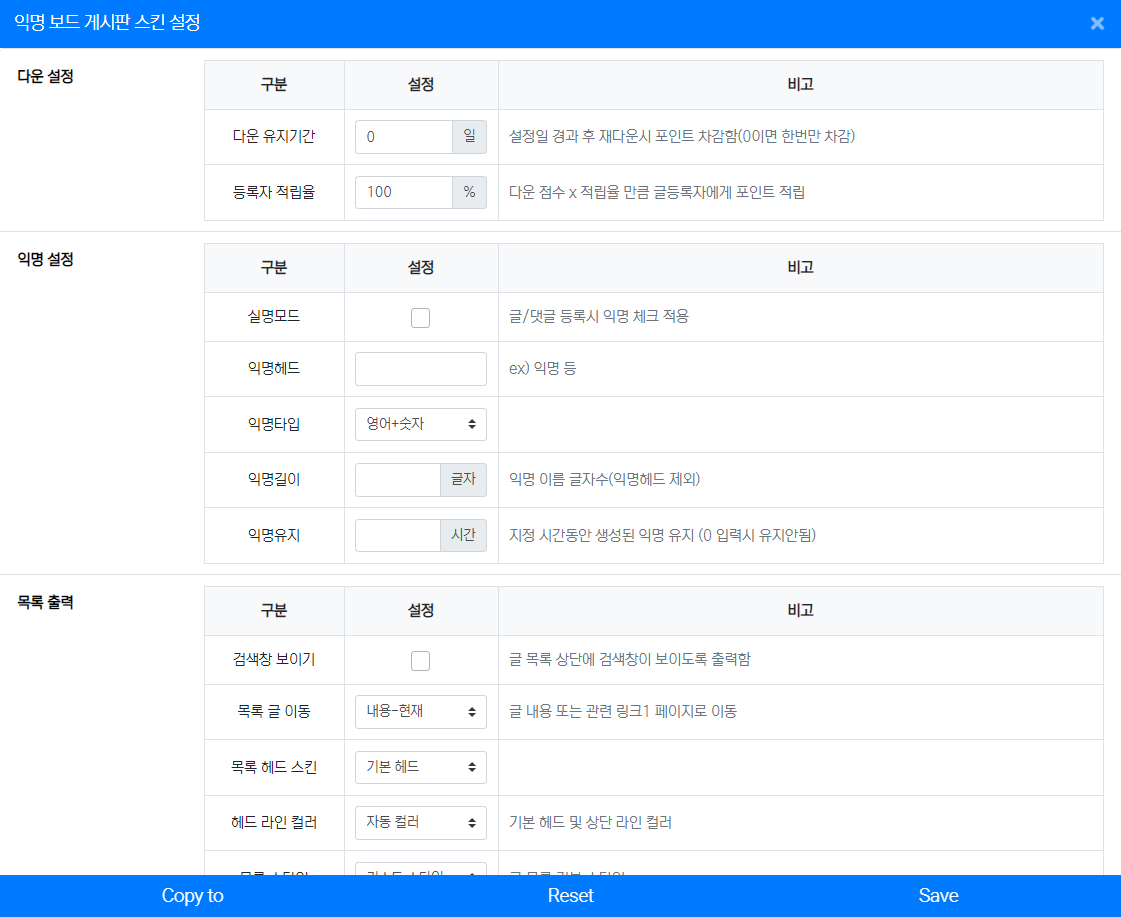 익명 보드 게시판 스킨 설정 ×
다운 설정
구분 설정 비고
다운 유지기간 0 일 설정일 경과 후 재다운시 포인트 차감함(0이면 한번만 차감)
등록자 적립율 100 % 다운 점수 x 적립율 만큼 글등록자에게 포인트 적립
익명 설정
구분 설정 비고
실명모드 글/댓글 등록시 익명 체크 적용
익명헤드 ex) 익명 등
익명타입 영어+숫자
익명길이 글자 익명 이름 글자수(익명헤드 제외)
익명유지 시간 지정 시간동안 생성된 익명 유지 (0 입력시 유지안됨)
목록 출력
구분 설정 비고
검색창 보이기 글 목록 상단에 검색창이 보이도록 출력함
목록 글 이동 내용-현재 글 내용 또는 관련 링크1 페이지로 이동
목록 헤드 스킨 기본 헤드
헤드 라인 컬러 자동 컬러 기본 헤드 및 상단 라인 컬러
Copy to Reset Save